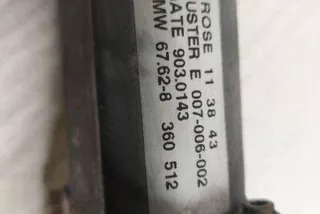 ROSE 11 38 43
USTER E 007-006-002
ATE 903.0143
MW 67.62-8 360 512